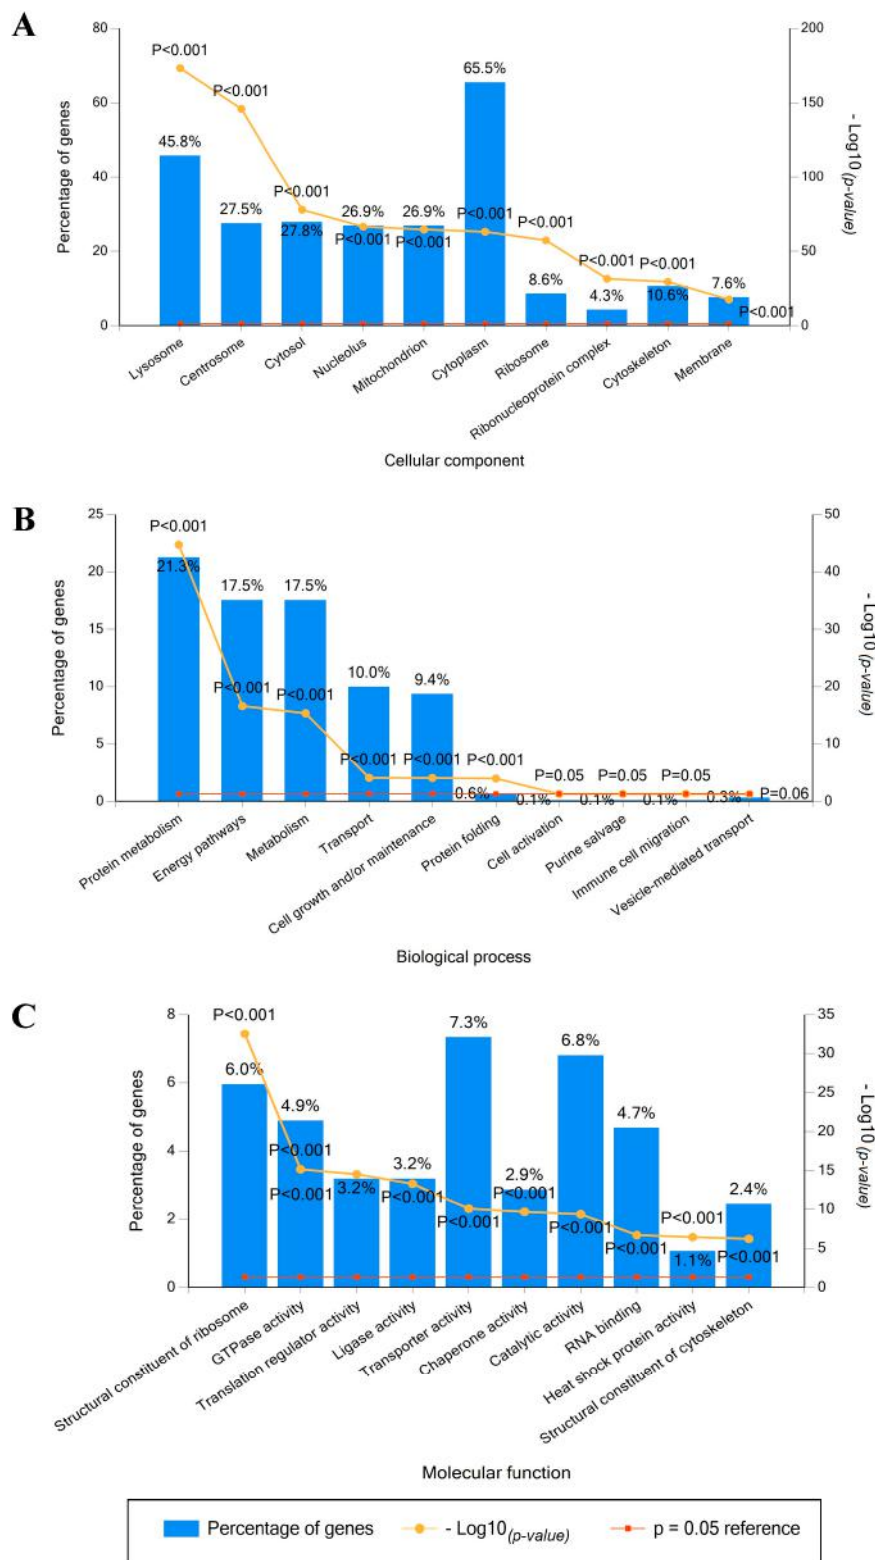 A
80
60
40
20
0
200
150
100
50
0
Percentage of genes
- Log10 (p-value)
P<0.001
45.8%
P<0.001
27.5%
P<0.001
27.8%
26.9%
P<0.001
26.9%
P<0.001
65.5%
P<0.001
P<0.001
8.6%
P<0.001
4.3%
P<0.001
10.6%
7.6%
P<0.001
Lysosome
Centrosome
Cytosol
Nucleolus
Mitochondrion
Cytoplasm
Ribosome
Ribonucleoprotein complex
Cytoskeleton
Membrane
Cellular component
B
25
20
15
10
5
0
50
40
30
20
10
0
Percentage of genes
- Log10 (p-value)
P<0.001
21.3%
17.5%
P<0.001
17.5%
P<0.001
10.0%
P<0.001
9.4%
P<0.001
P<0.001
0.6%
P=0.05
0.1%
P=0.05
0.1%
P=0.05
0.1%
P=0.06
0.3%
Protein metabolism
Energy pathways
Metabolism
Transport
Cell growth and/or maintenance
Protein folding
Cell activation
Purine salvage
Immune cell migration
Vesicle-mediated transport
Biological process
C
8
6
4
2
0
35
30
25
20
15
10
5
0
Percentage of genes
- Log10 (p-value)
P<0.001
6.0%
4.9%
P<0.001
P<0.001
3.2%
3.2%
P<0.001
7.3%
P<0.001
2.9%
P<0.001
6.8%
P<0.001
4.7%
P<0.001
P<0.001
1.1%
2.4%
P<0.001
Structural constituent of ribosome
GTPase activity
Translation regulator activity
Ligase activity
Transporter activity
Chaperone activity
Catalytic activity
RNA binding
Heat shock protein activity
Structural constituent of cytoskeleton
Molecular function
Percentage of genes
- Log10 (p-value)
p = 0.05 reference